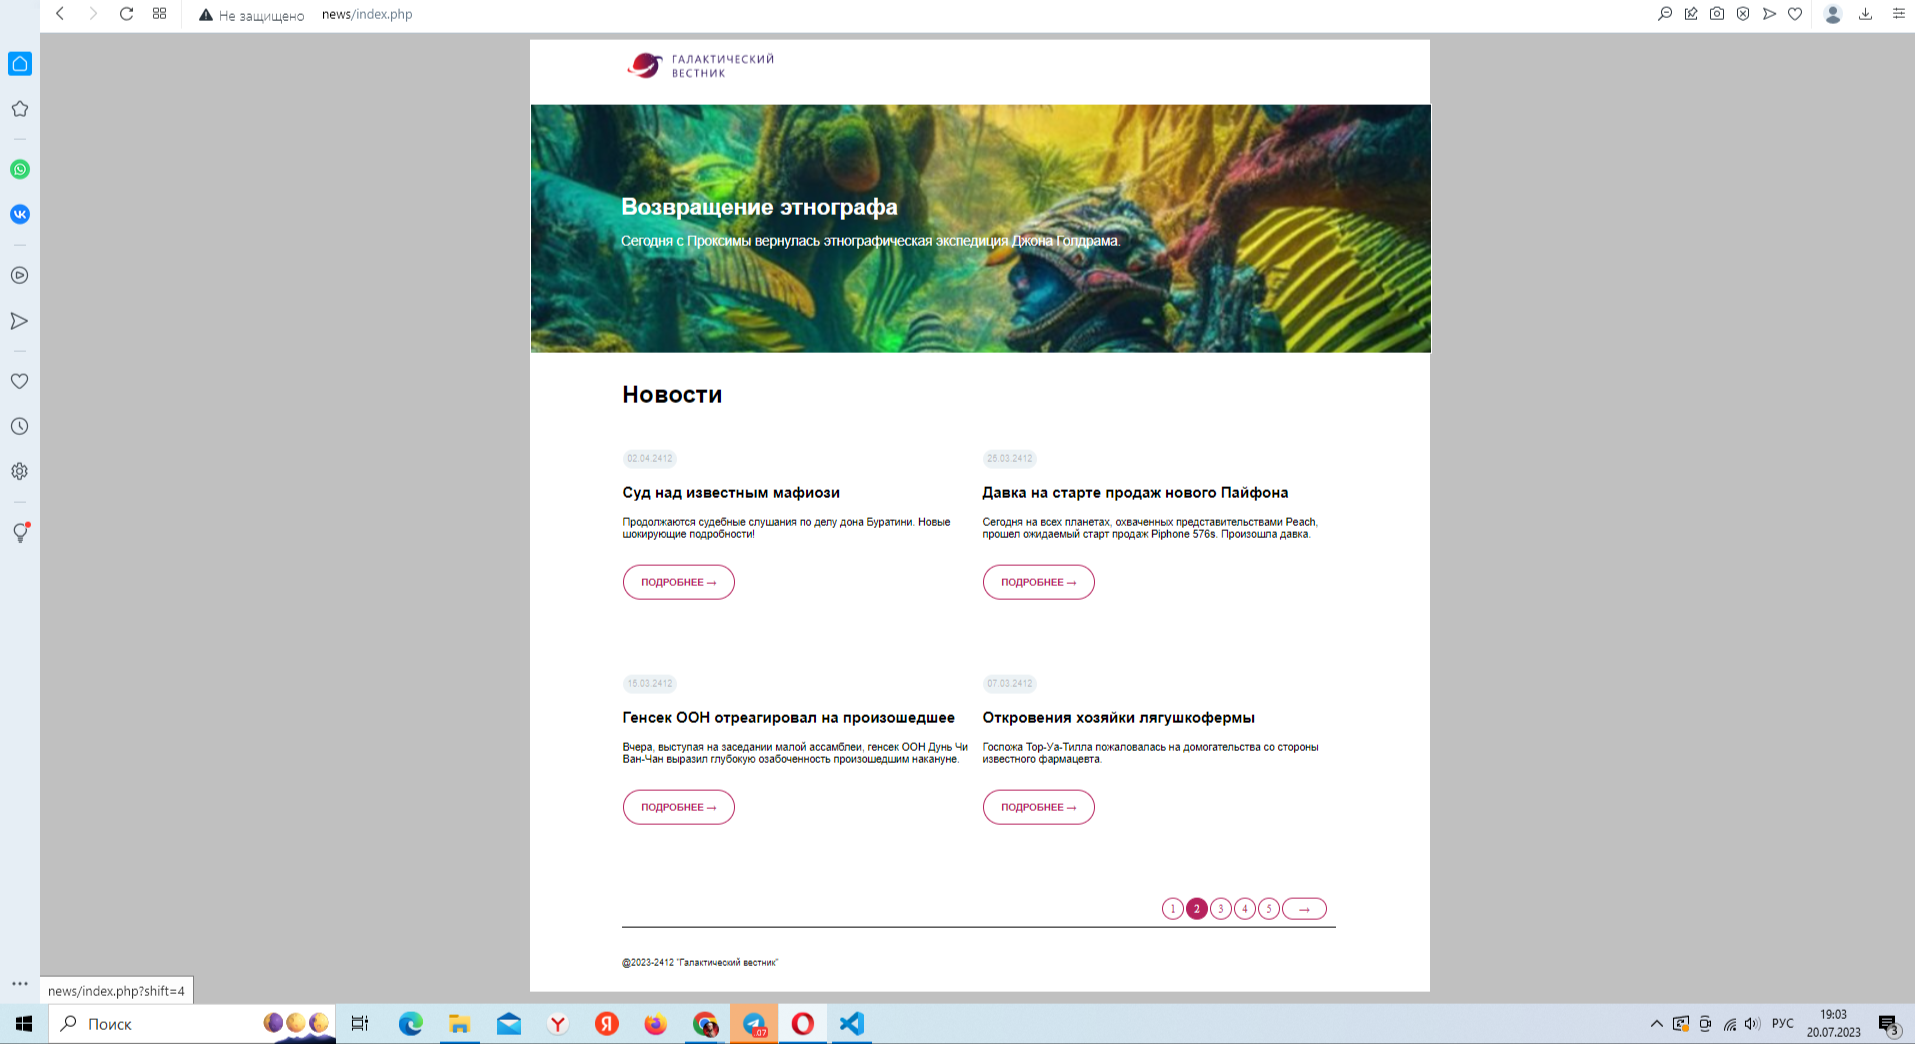 Не защищено
news/index.php
ГАЛАКТИЧЕСКИЙ
ВЕСТНИК
Возвращение этнографа
Сегодня с Проксимы вернулась этнографическая экспедиция Джона Голдрама.
Новости
02.04.2412
Суд над известным мафиози
Продолжаются судебные слушания по делу дона Буратини. Новые
шокирующие подробности!
ПОДРОБНЕЕ →
25.03.2412
Давка на старте продаж нового Пайфона
Сегодня на всех планетах, охваченных представительствами Peach,
прошел ожидаемый старт продаж Piphone 576s. Произошла давка.
ПОДРОБНЕЕ →
15.03.2412
Генсек ООН отреагировал на произошедшее
Вчера, выступая на заседании малой ассамблеи, генсек ООН Дунь Чи
Ван-Чан выразил глубокую озабоченность произошедшим накануне.
ПОДРОБНЕЕ →
07.03.2412
Откровения хозяйки лягушкофермы
Госпожа Тор-Уа-Тилла пожаловалась на домогательства со стороны
известного фармацевта.
ПОДРОБНЕЕ →
1 2 3 4 5 →
@2023-2412 "Галактический вестник"
news/index.php?shift=4
Поиск
.07
РУС
19:03
20.07.2023
3